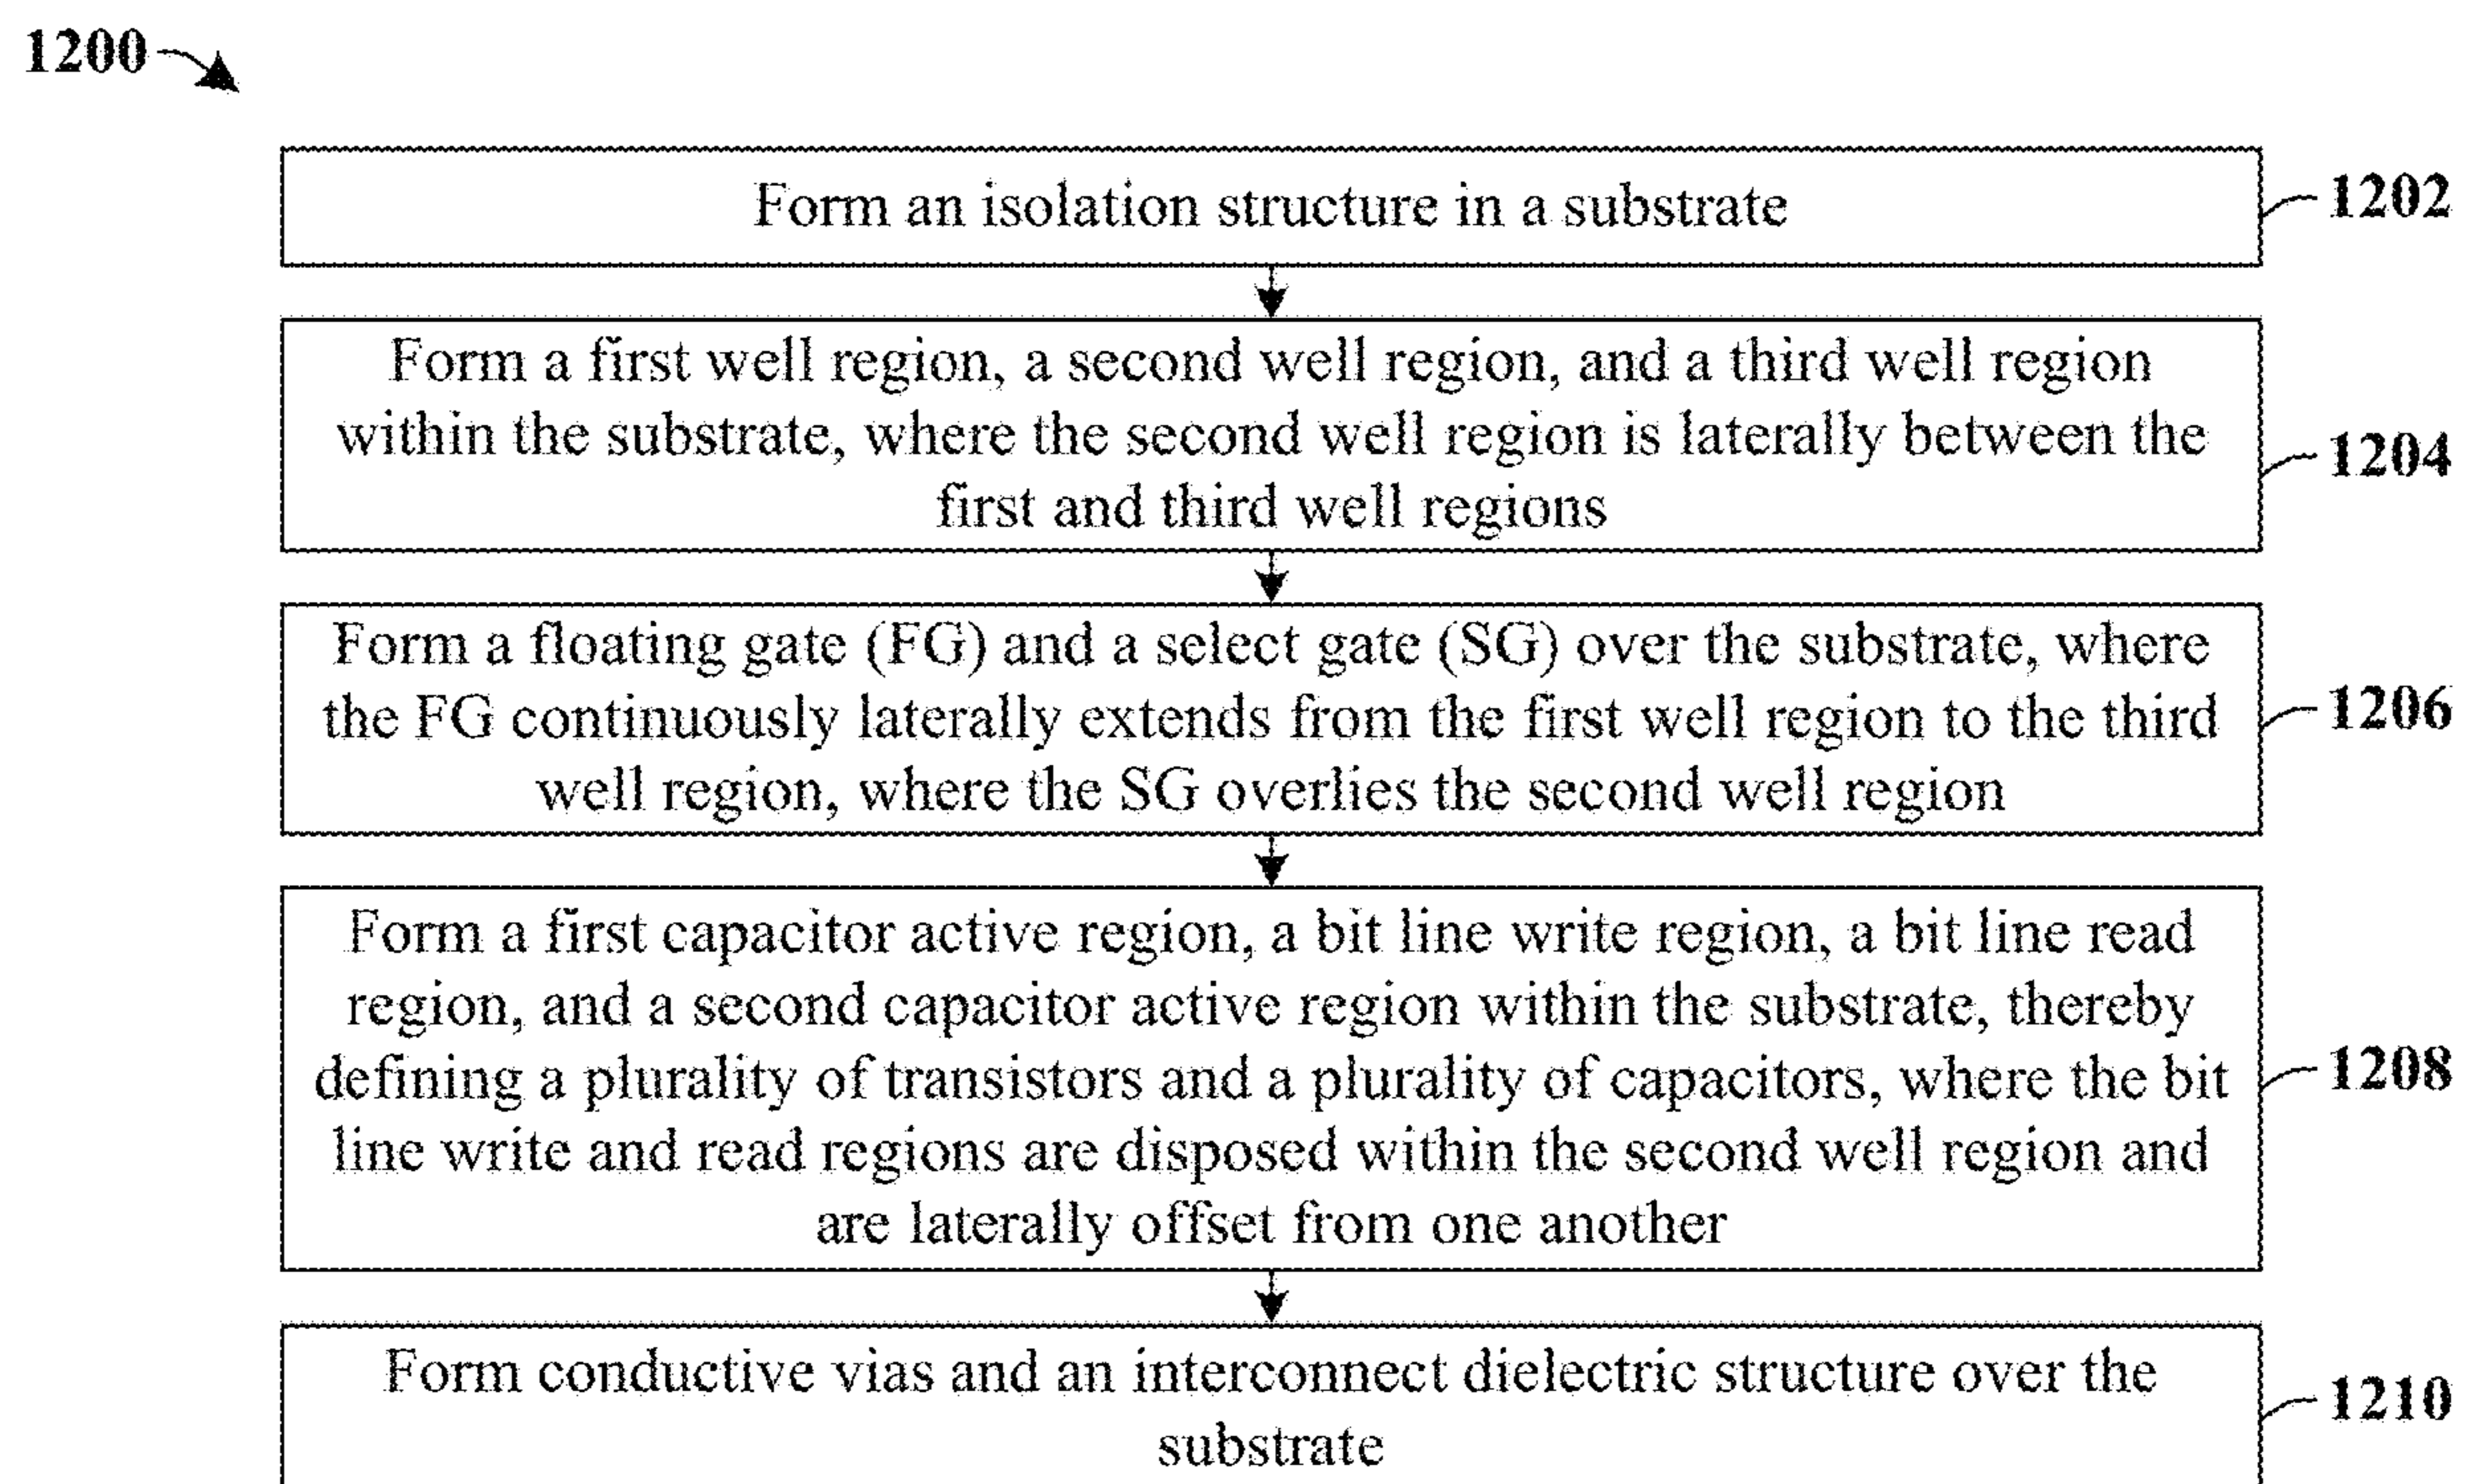 1200
Form an isolation structure in a substrate
1202
Form a first well region, a second well region, and a third well region
within the substrate, where the second well region is laterally between the
first and third well regions
1204
Form a floating gate (FG) and a select gate (SG) over the substrate, where
the FG continuously laterally extends from the first well region to the third
well region, where the SG overlies the second well region
1206
Form a first capacitor active region, a bit line write region, a bit line read
region, and a second capacitor active region within the substrate, thereby
defining a plurality of transistors and a plurality of capacitors, where the bit
line write and read regions are disposed within the second well region and
are laterally offset from one another
1208
Form conductive vias and an interconnect dielectric structure over the
substrate
1210